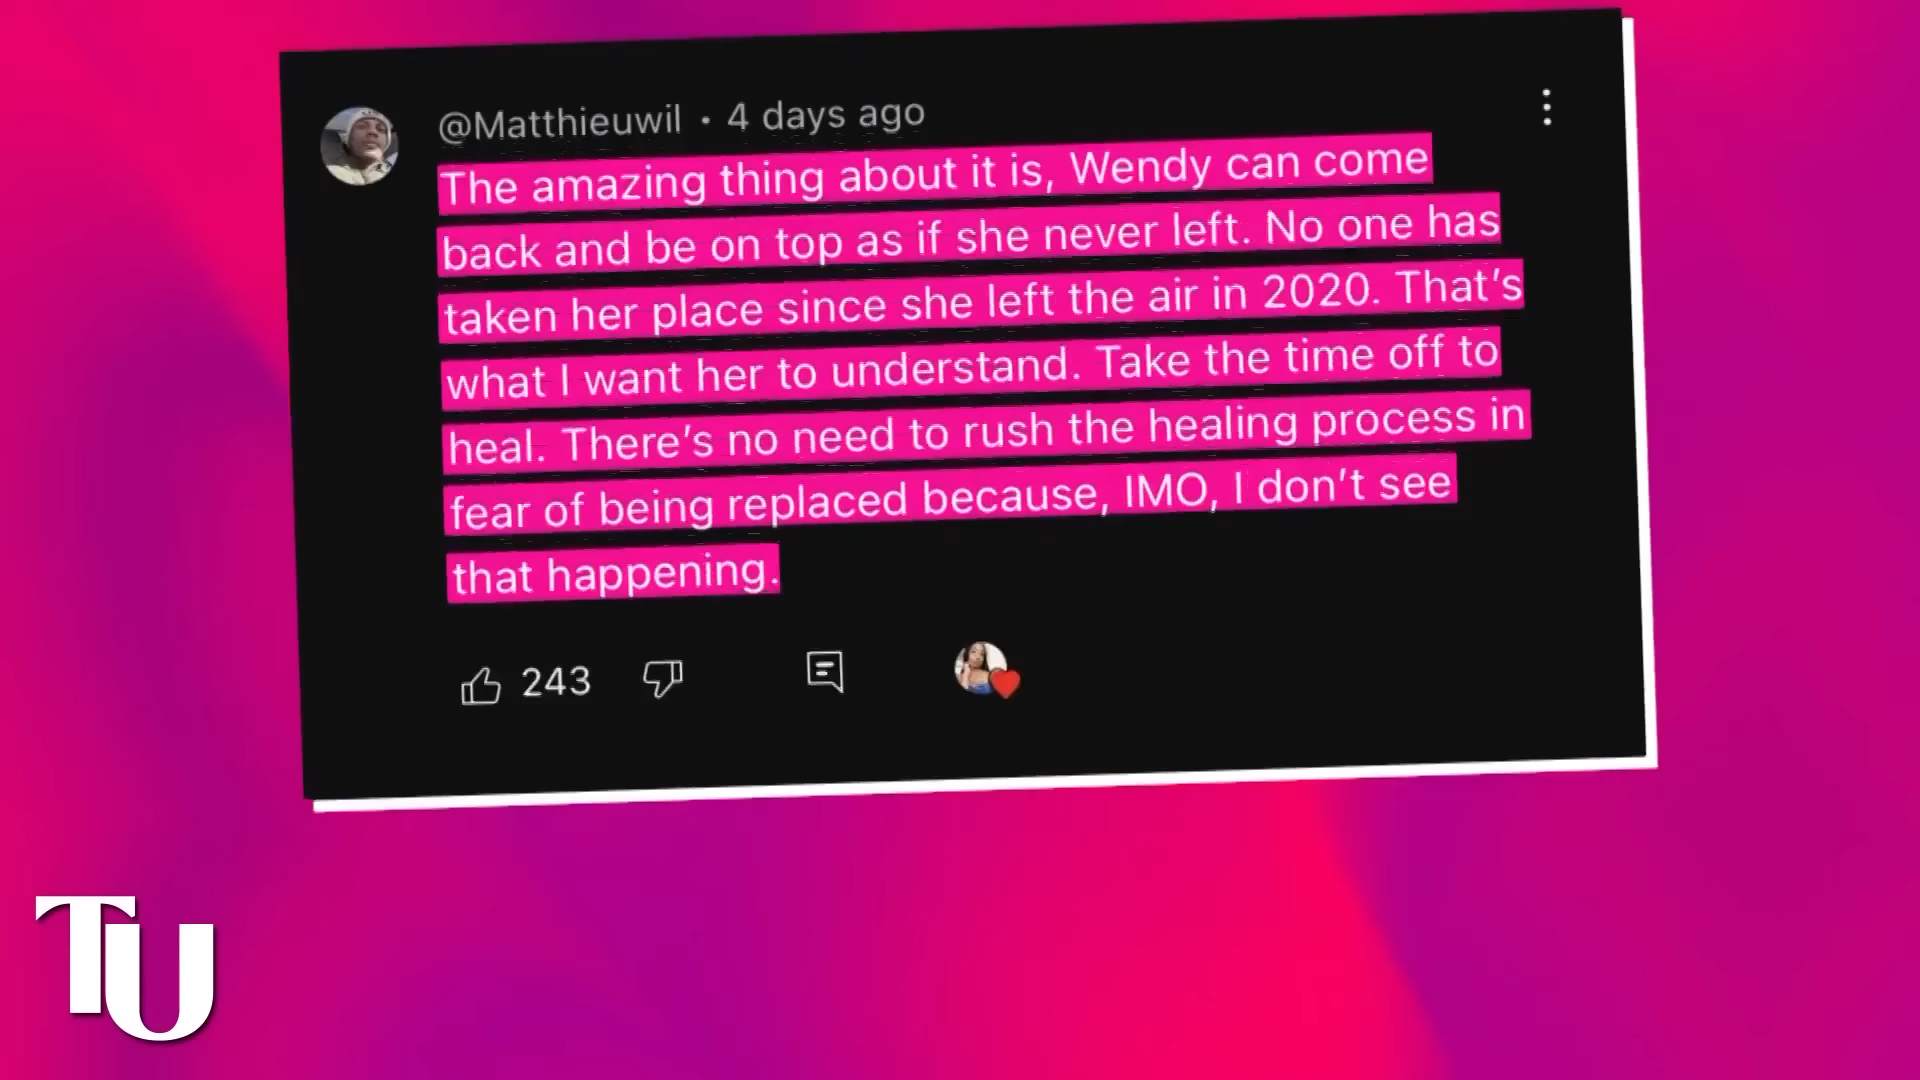 @Matthieuwil • 4 days ago
The amazing thing about it is, Wendy can come
back and be on top as if she never left. No one has
taken her place since she left the air in 2020. That’s
what I want her to understand. Take the time off to
heal. There’s no need to rush the healing process in
fear of being replaced because, IMO, I don’t see
that happening.
243
TU